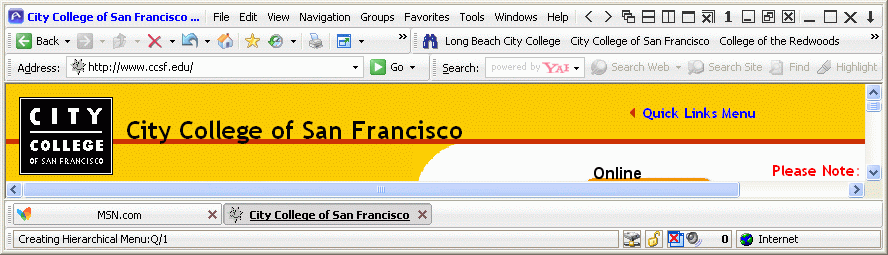 City College of San Francisco ... File Edit View Navigation Groups Favorites Tools Windows Help 1
Back Long Beach City College City College of San Francisco College of the Redwoods
Address: http://www.ccsf.edu/ Go Search: powered by YA Search Web Search Site Find Highlight
CITY
COLLEGE
OF SAN FRANCISCO
City College of San Francisco
Quick Links Menu
Online
Please Note:
MSN.com City College of San Francisco
Creating Hierarchical Menu:Q/1 0 Internet